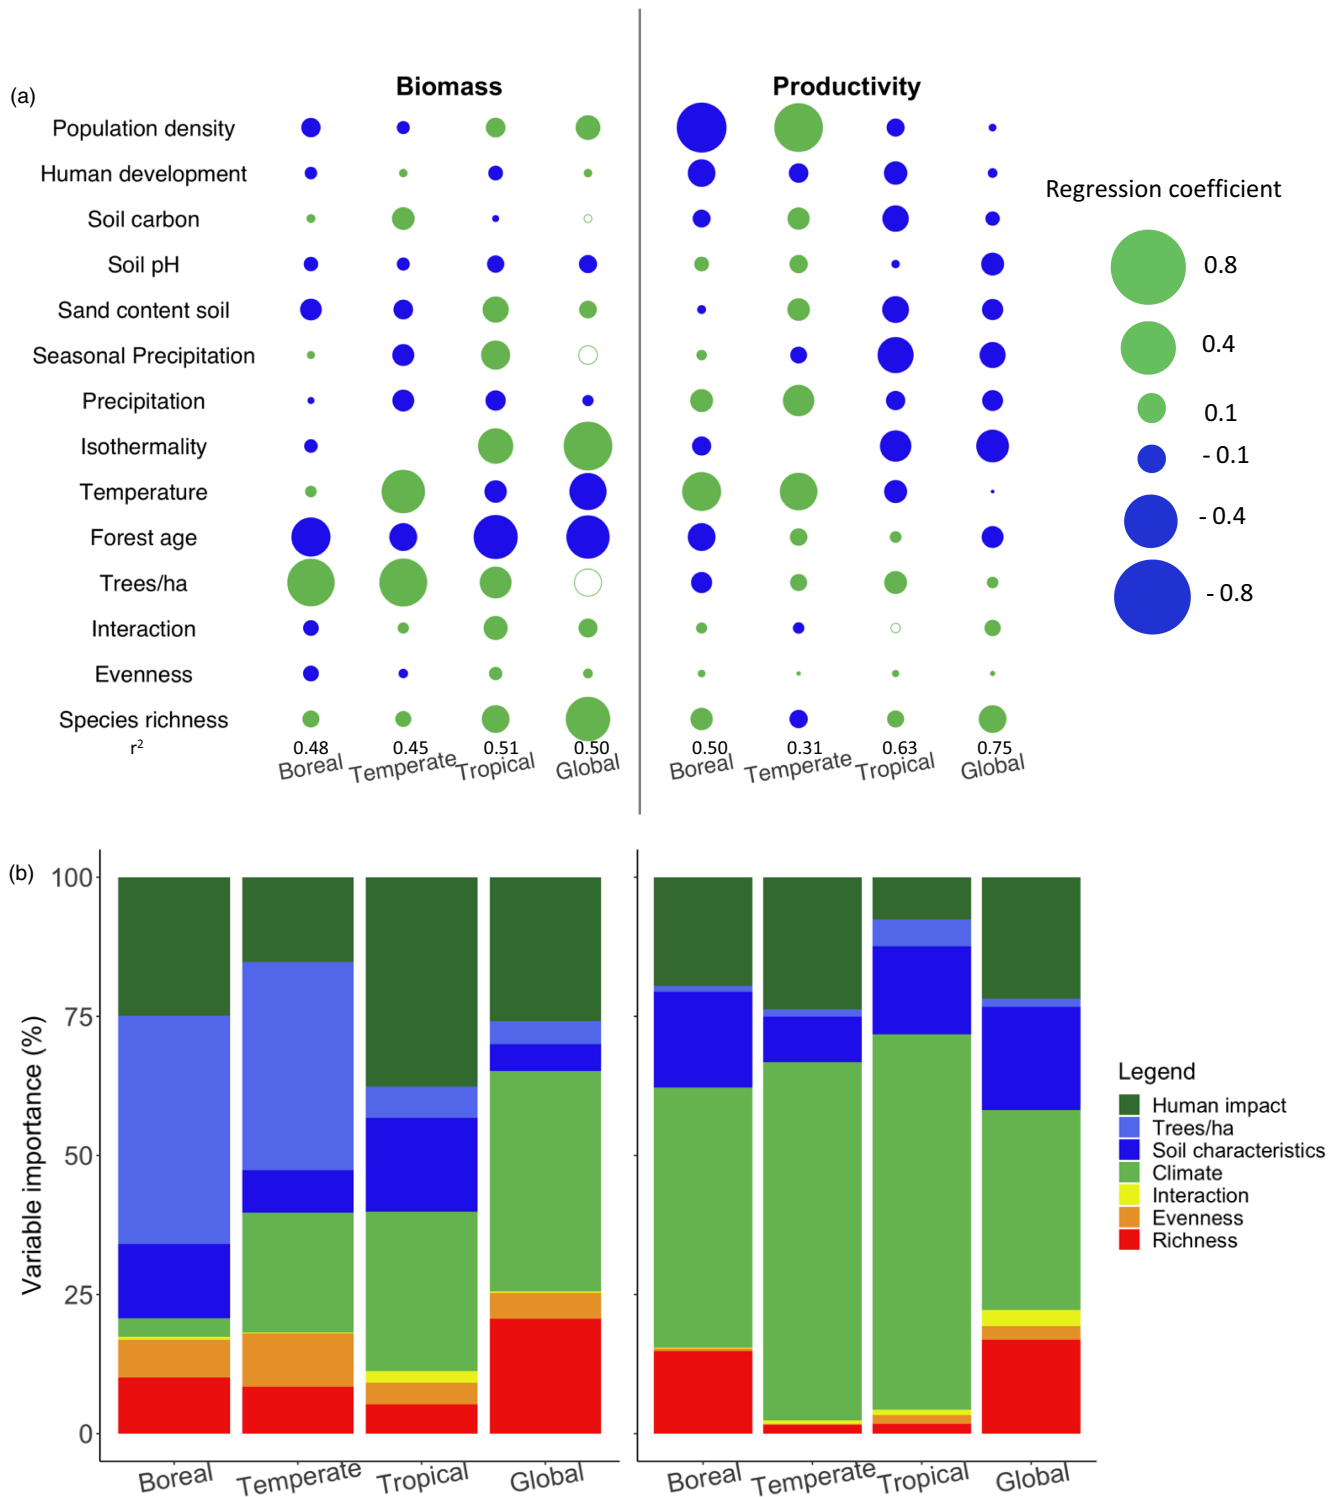 (a)
Biomass
Productivity
Population density
Human development
Soil carbon
Soil pH
Sand content soil
Seasonal Precipitation
Precipitation
Isothermality
Temperature
Forest age
Trees/ha
Interaction
Evenness
Species richness
r²
0.48 0.45 0.51 0.50
Boreal Temperate Tropical Global
0.50 0.31 0.63 0.75
Boreal Temperate Tropical Global
Regression coefficient
0.8
0.4
0.1
- 0.1
- 0.4
- 0.8
(b)
Variable importance (%)
100
75
50
25
0
Boreal Temperate Tropical Global
Boreal Temperate Tropical Global
Legend
Human impact
Trees/ha
Soil characteristics
Climate
Interaction
Evenness
Richness